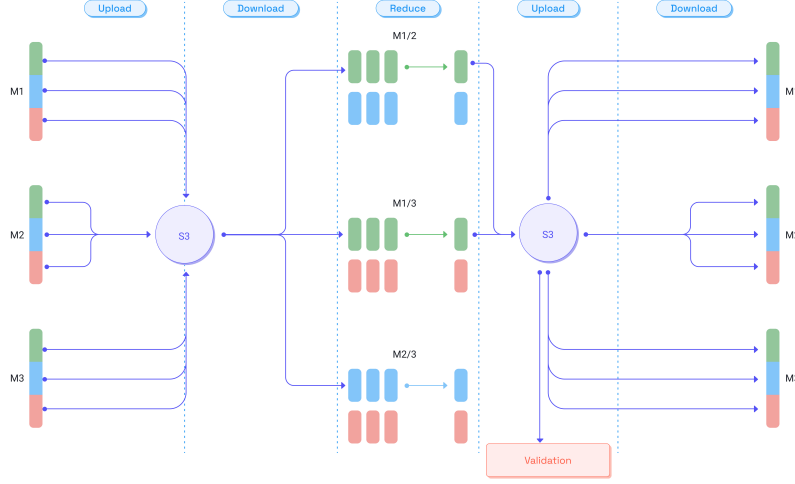 Upload
Download
Reduce
Upload
Download
M1/2
M1
M1/3
M2
S3
S3
M2/3
M3
Validation